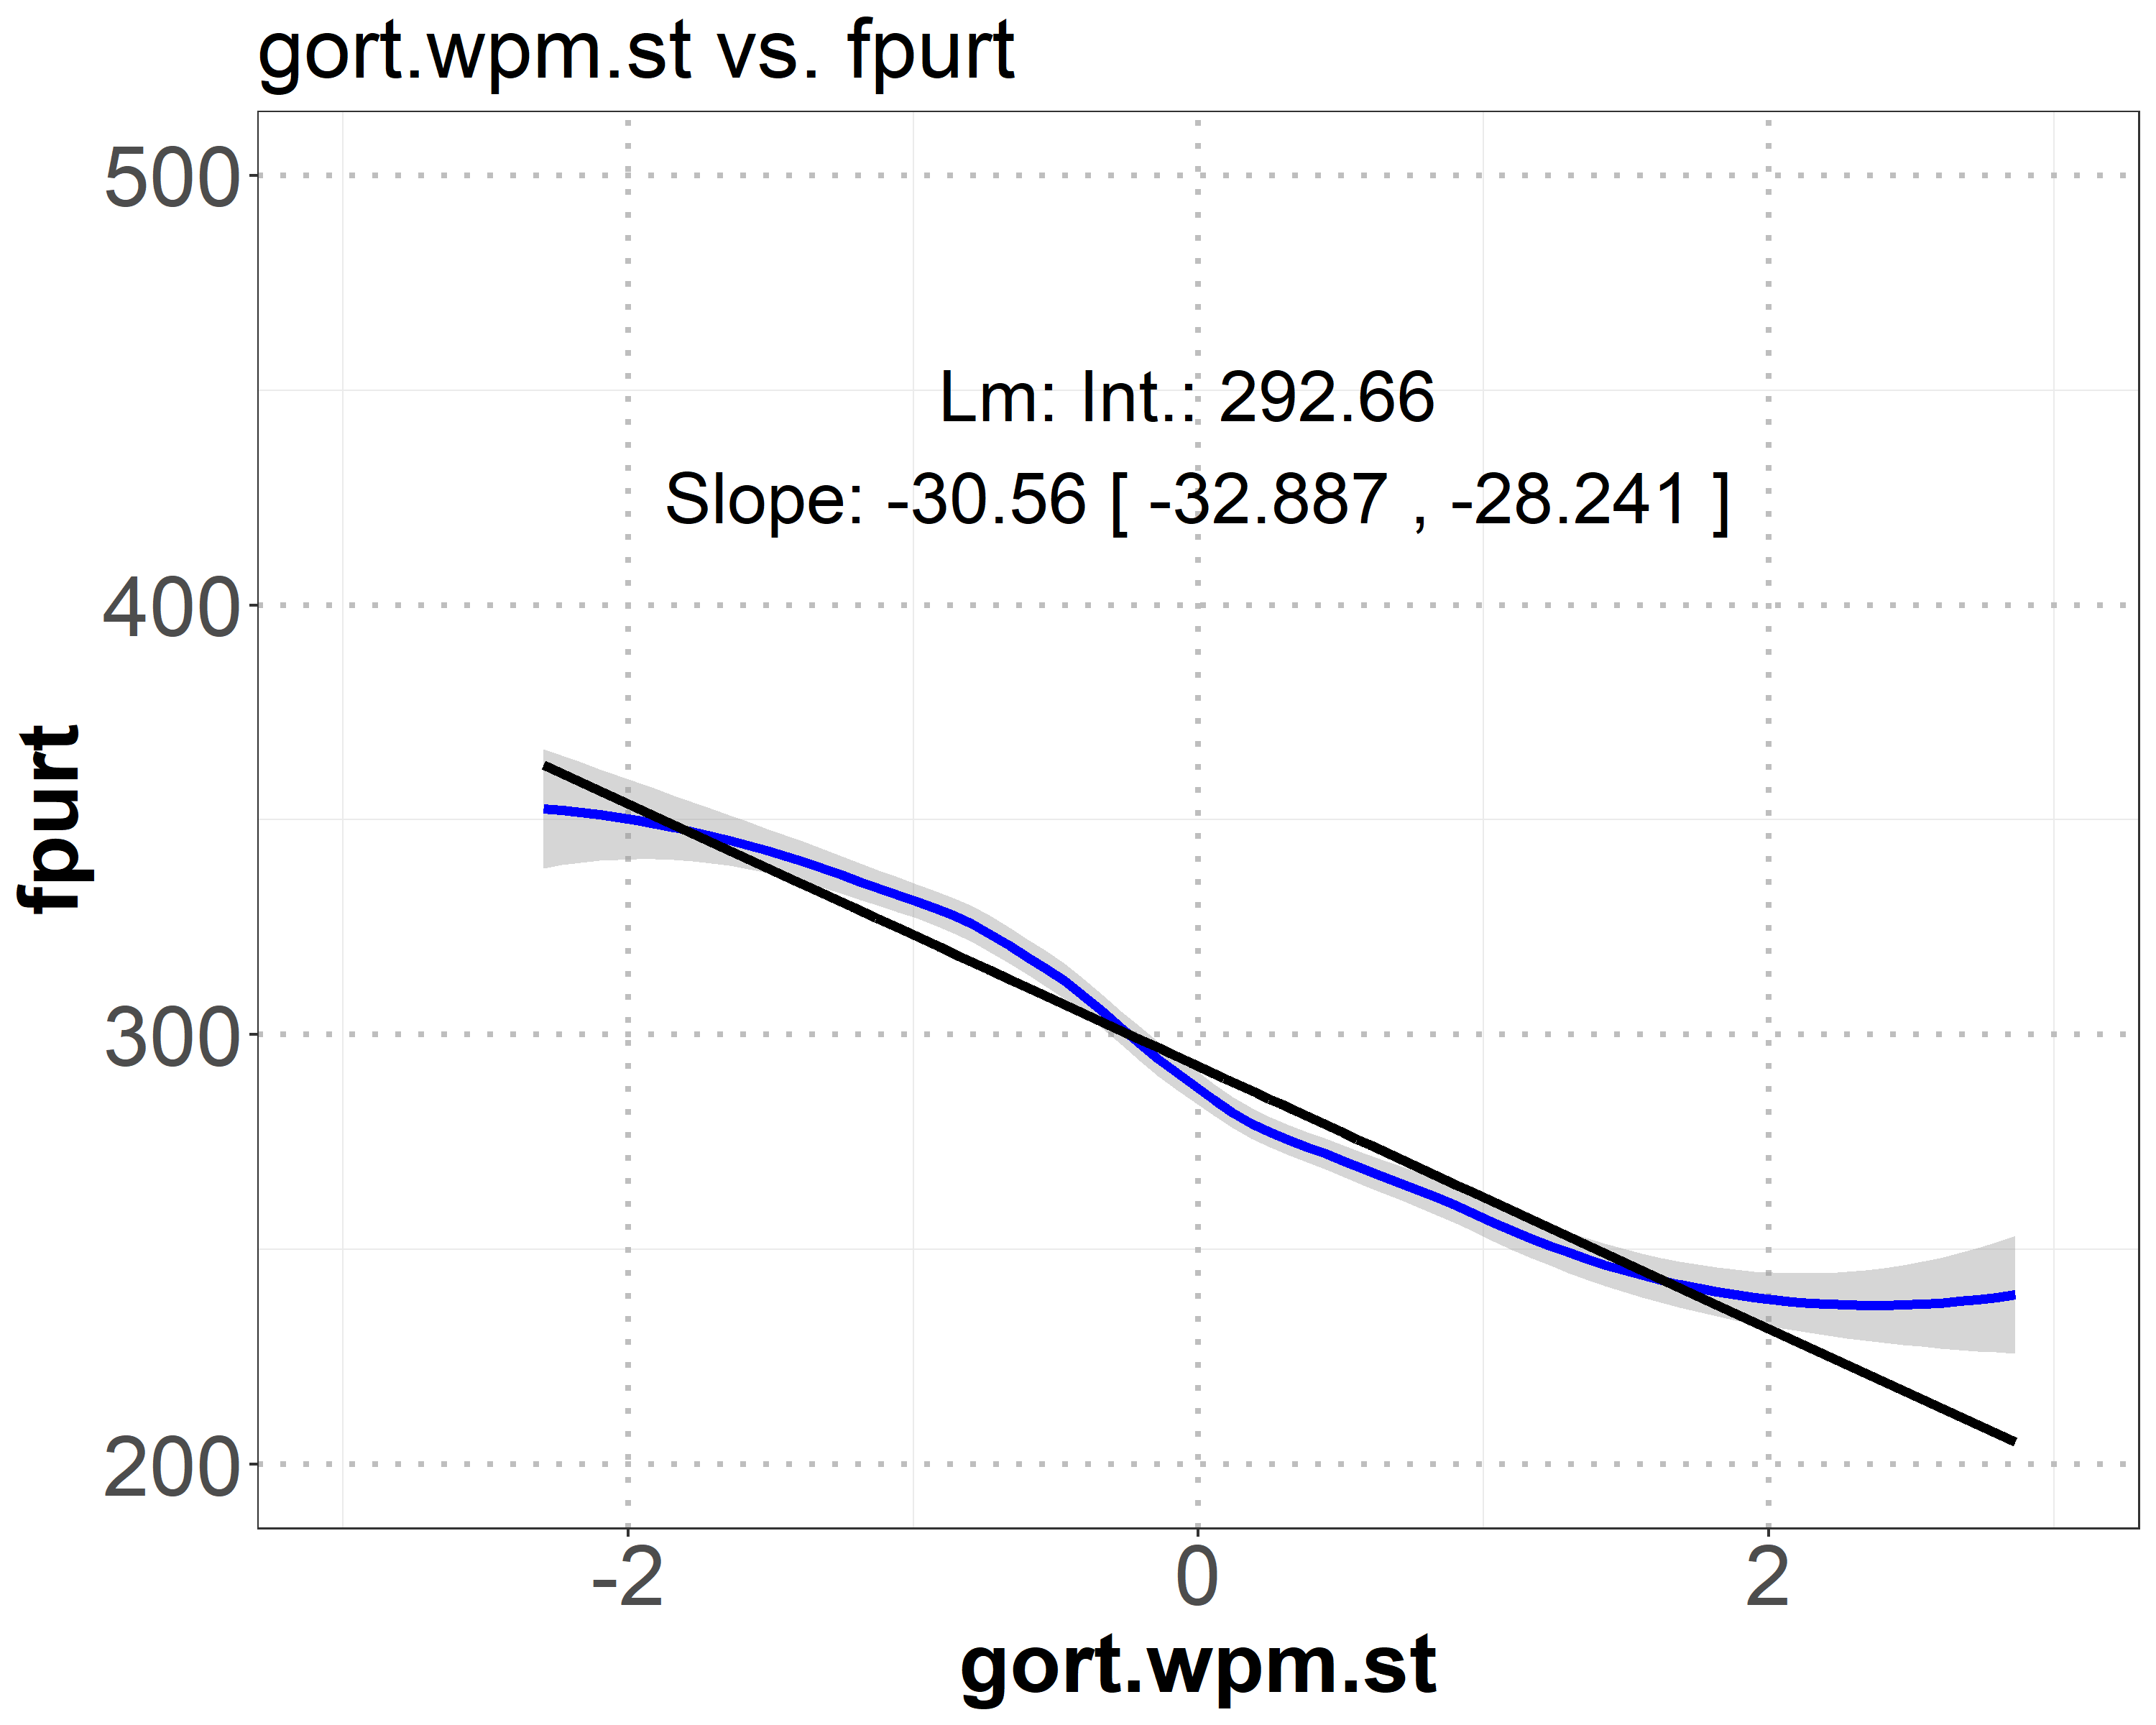 gort.wpm.st vs. fpurt
500
400
300
200
fpurt
Lm: Int.: 292.66
Slope: -30.56 [ -32.887 , -28.241 ]
-2
0
2
gort.wpm.st